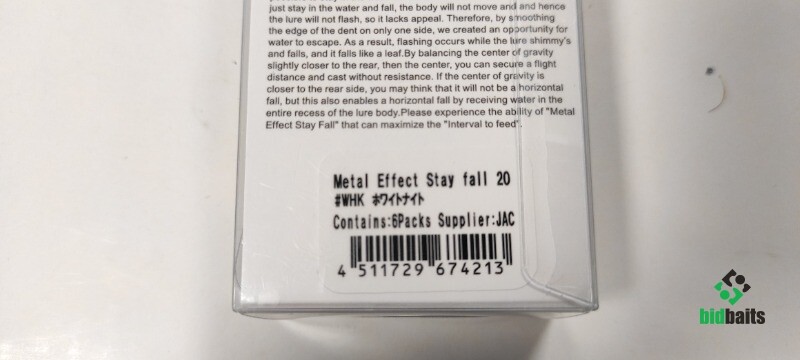 just stay in the water and fall, the body will not move and and hence
the lure will not flash, so it lacks appeal. Therefore, by smoothing
the edge of the dent on only one side, we created an opportunity for
water to escape. As a result, flashing occurs while the lure shimmy's
and falls, and it falls like a leaf.By balancing the center of gravity
slightly closer to the rear, then the center, you can secure a flight
distance and cast without resistance. If the center of gravity is
closer to the rear side, you may think that it will not be a horizontal
fall, but this also enables a horizontal fall by receiving water in the
entire recess of the lure body.Please experience the ability of "Metal
Effect Stay Fall" that can maximize the "Interval to feed".
Metal Effect Stay fall 20
#WHK ホワイトナイト
Contains:6Packs Supplier:JAC
4 511729 674213
bidbaits